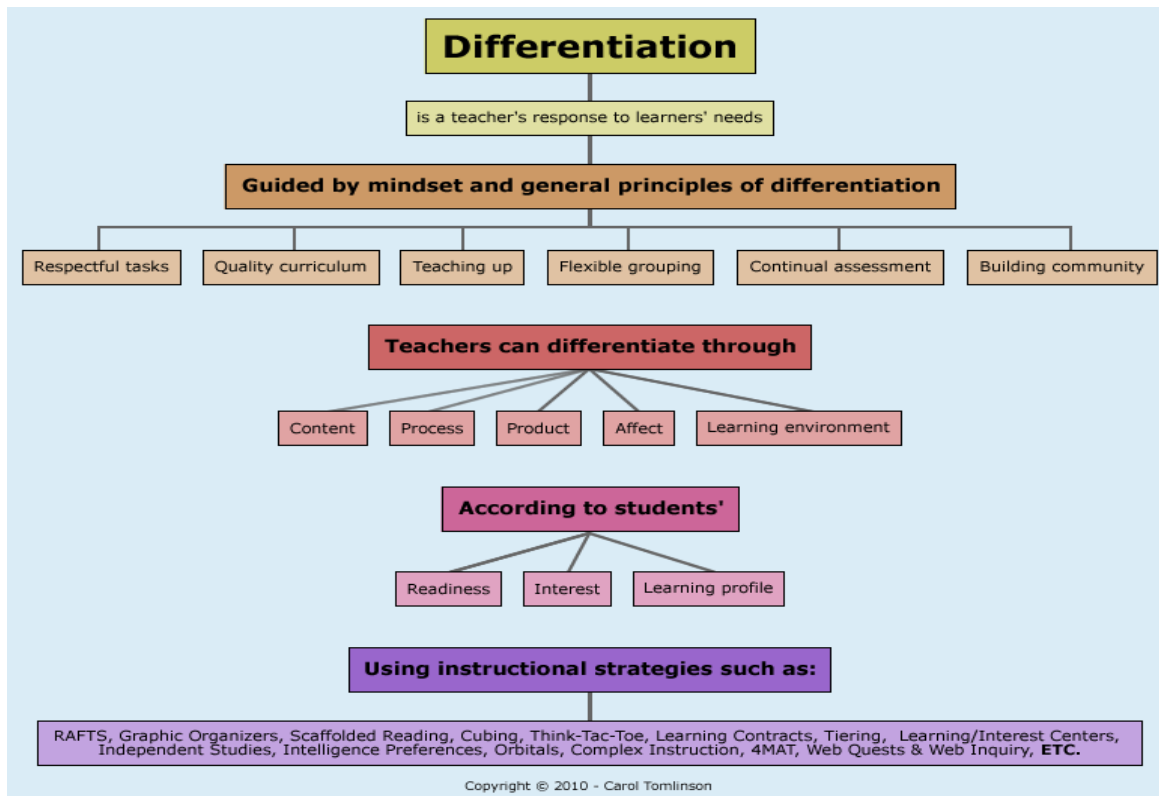 Differentiation
is a teacher's response to learners' needs
Guided by mindset and general principles of differentiation
Respectful tasks
Quality curriculum
Teaching up
Flexible grouping
Continual assessment
Building community
Teachers can differentiate through
Content
Process
Product
Affect
Learning environment
According to students'
Readiness
Interest
Learning profile
Using instructional strategies such as:
RAFTS, Graphic Organizers, Scaffolded Reading, Cubing, Think-Tac-Toe, Learning Contracts, Tiering, Learning/Interest Centers,
Independent Studies, Intelligence Preferences, Orbitals, Complex Instruction, 4MAT, Web Quests & Web Inquiry, ETC.
Copyright © 2010 - Carol Tomlinson